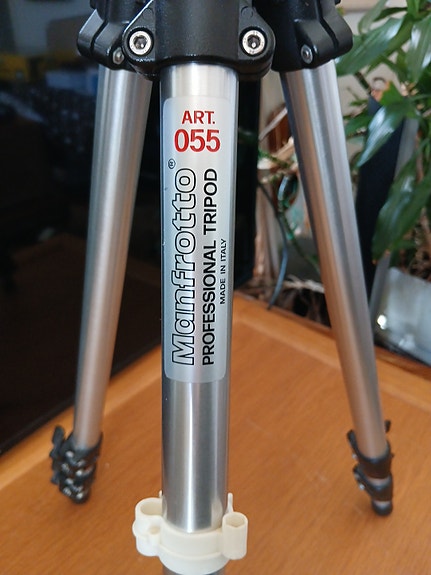 ART.
055
Manfrotto®
PROFESSIONAL TRIPOD
MADE IN ITALY